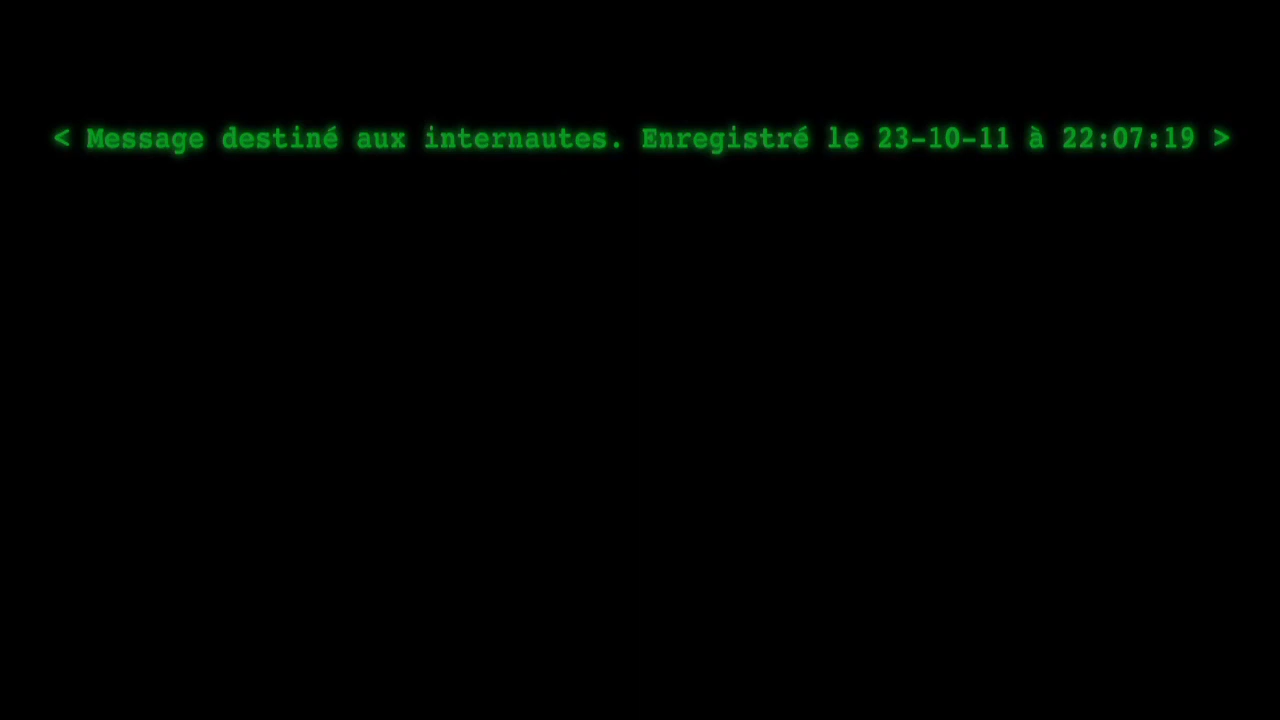 < Message destiné aux internautes. Enregistré le 23-10-11 à 22:07:19 >